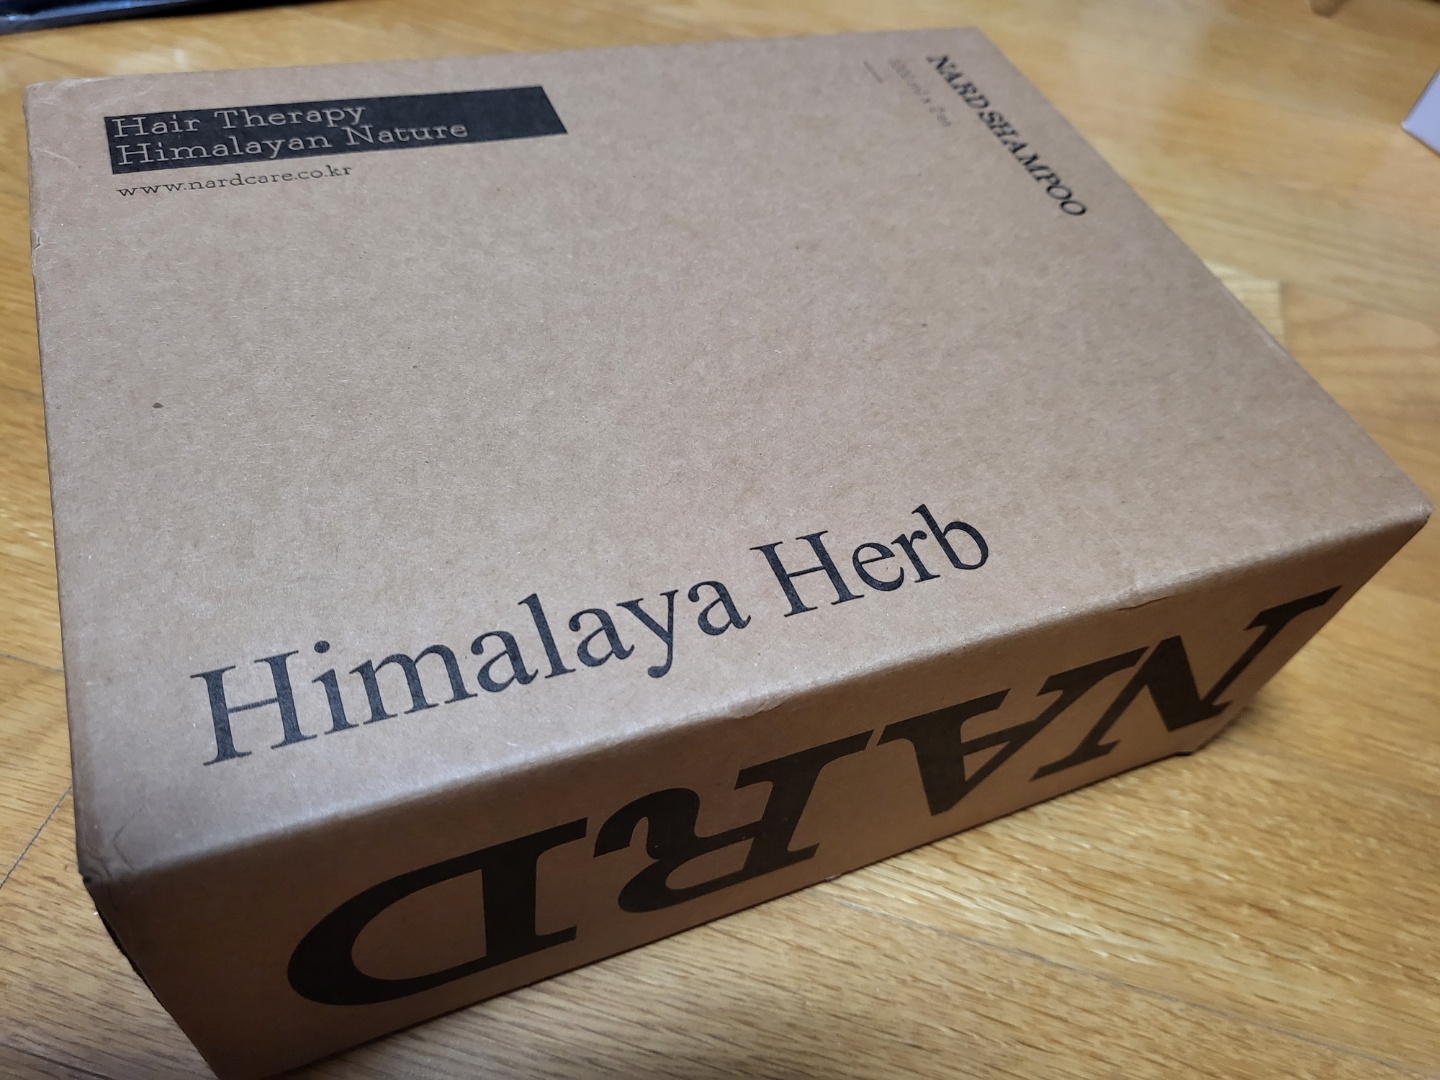 Hair Therapy
Himalayan Nature
www.nardcare.co.kr
NARD SHAMPOO
Himalaya Herb
NARD